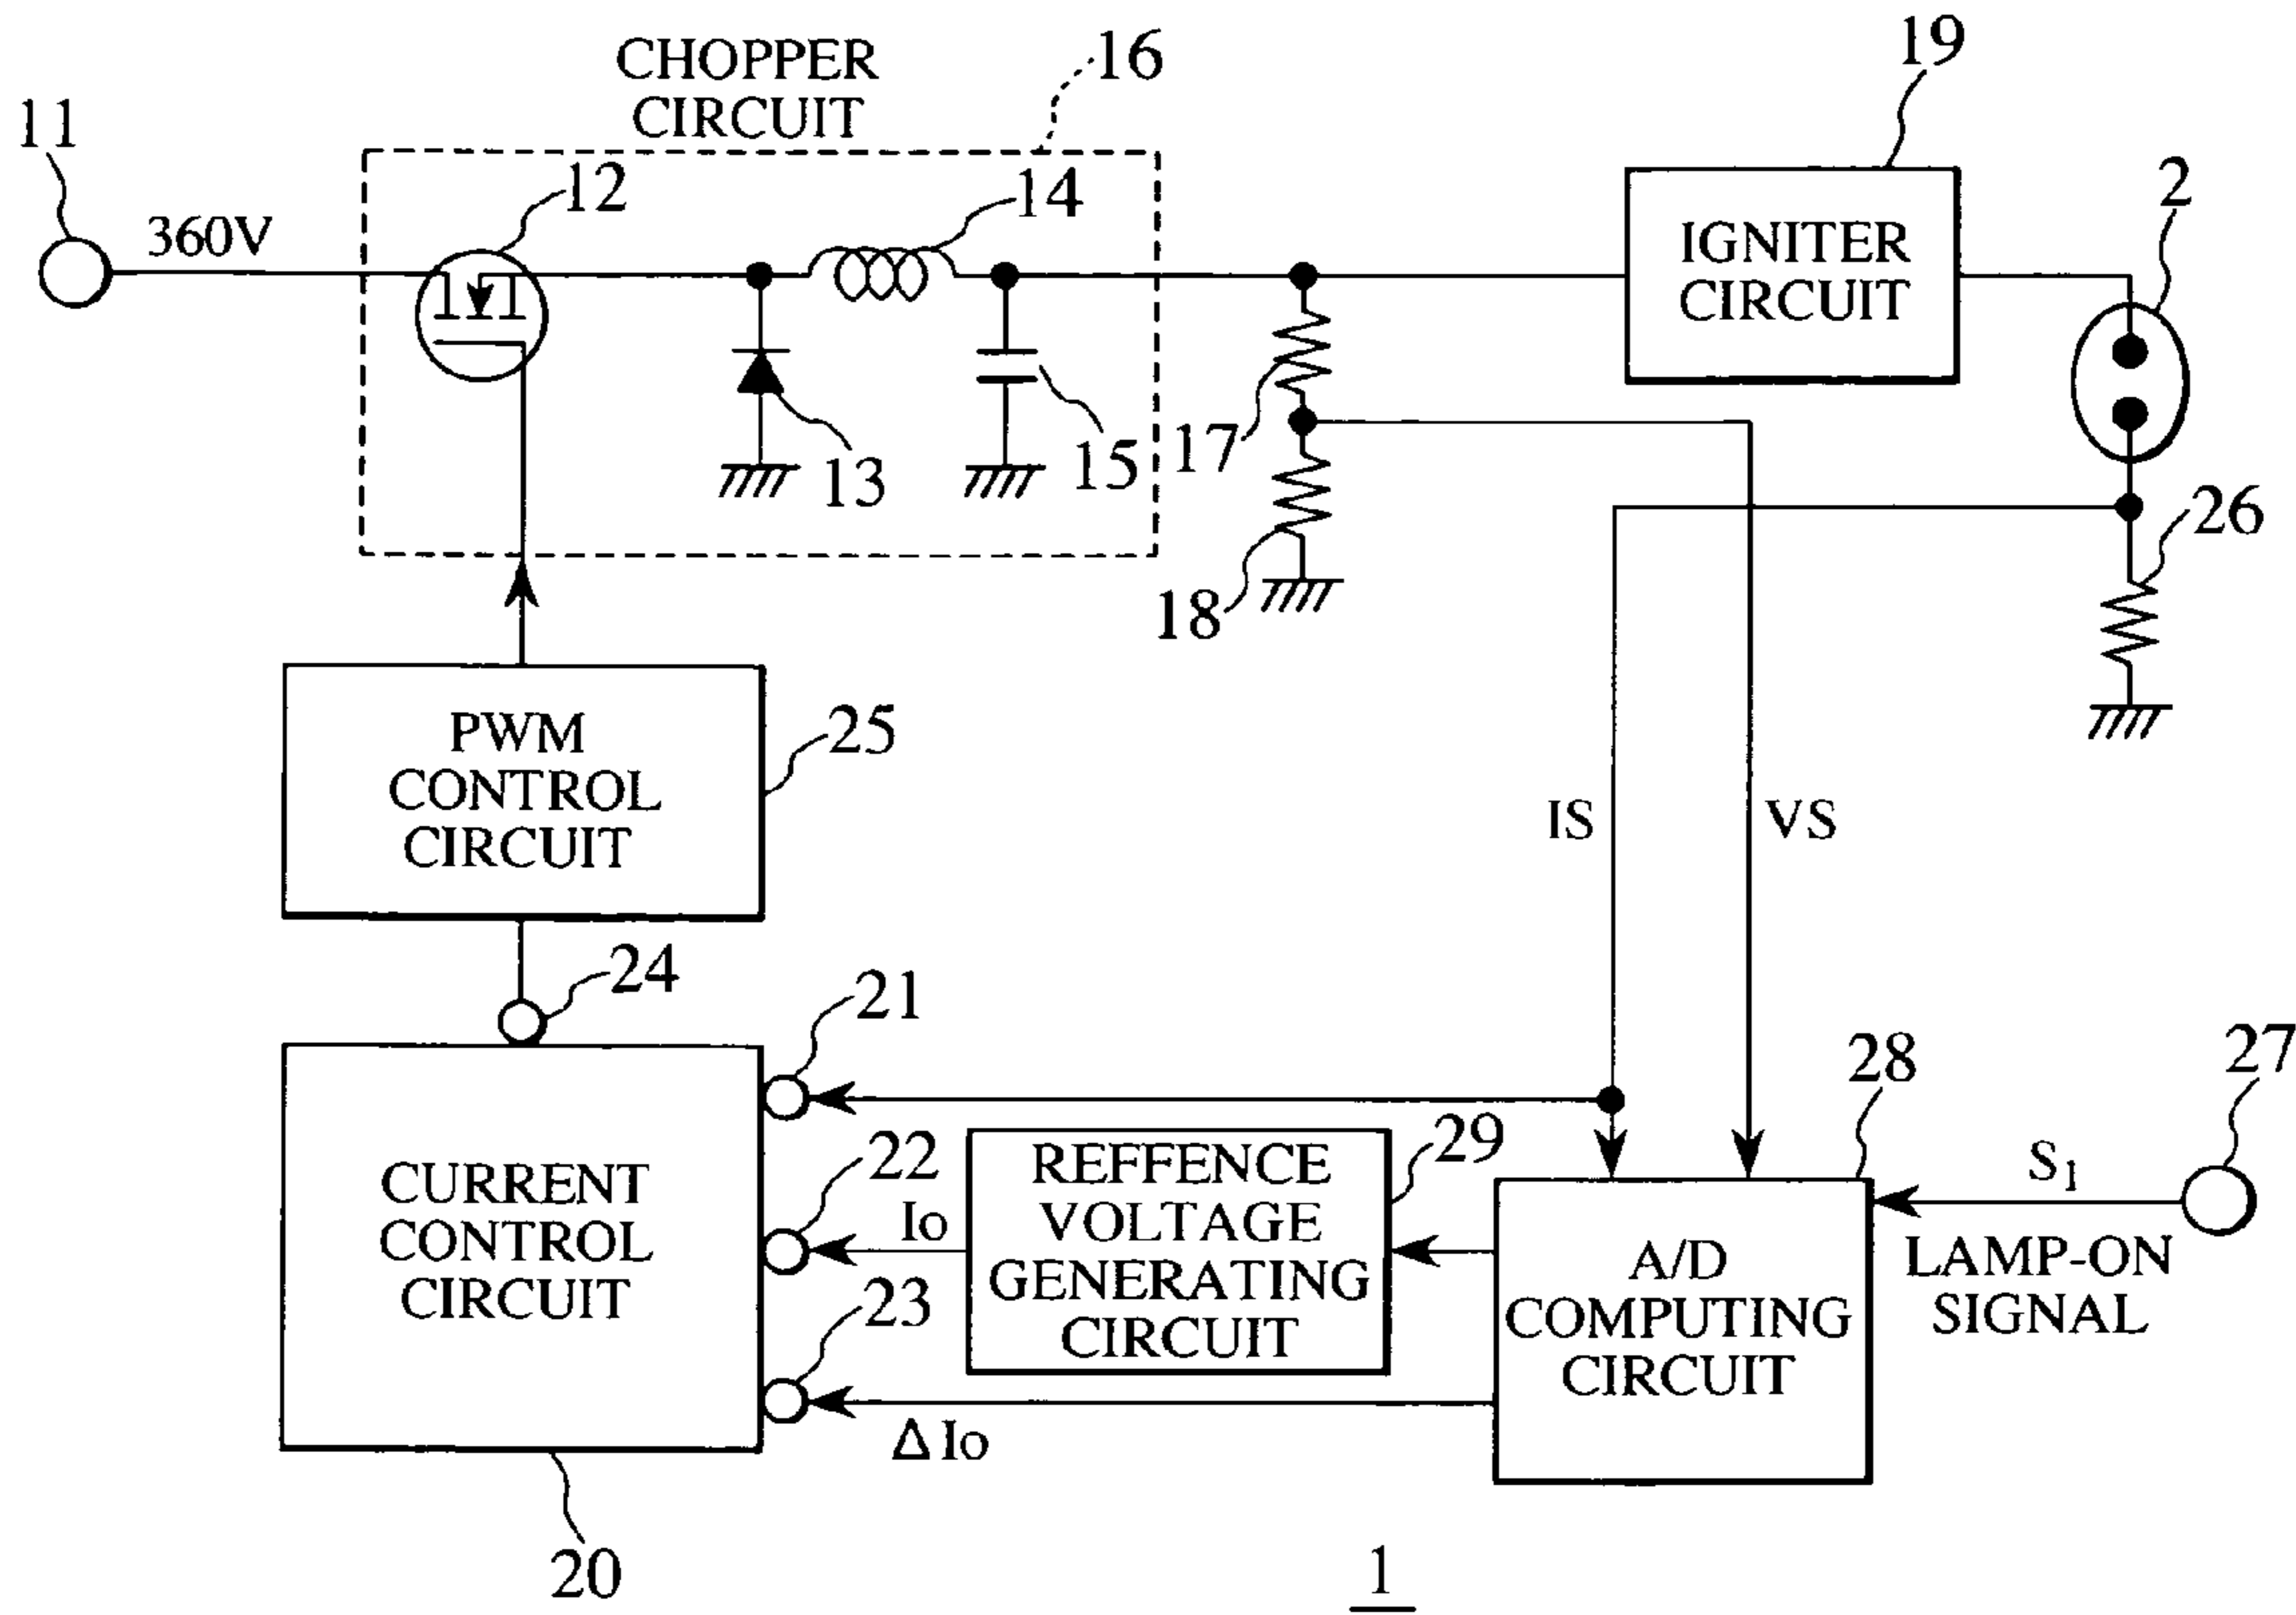 CHOPPER
CIRCUIT
16
19
11
12
14
2
360V
IGNITER
CIRCUIT
17
13
15
26
18
PWM
CONTROL
CIRCUIT
25
IS
VS
24
21
28
27
22
29
REFFENCE
VOLTAGE
GENERATING
CIRCUIT
S1
CURRENT
CONTROL
CIRCUIT
Io
LAMP-ON
SIGNAL
A/D
COMPUTING
CIRCUIT
23
Δ Io
20
1